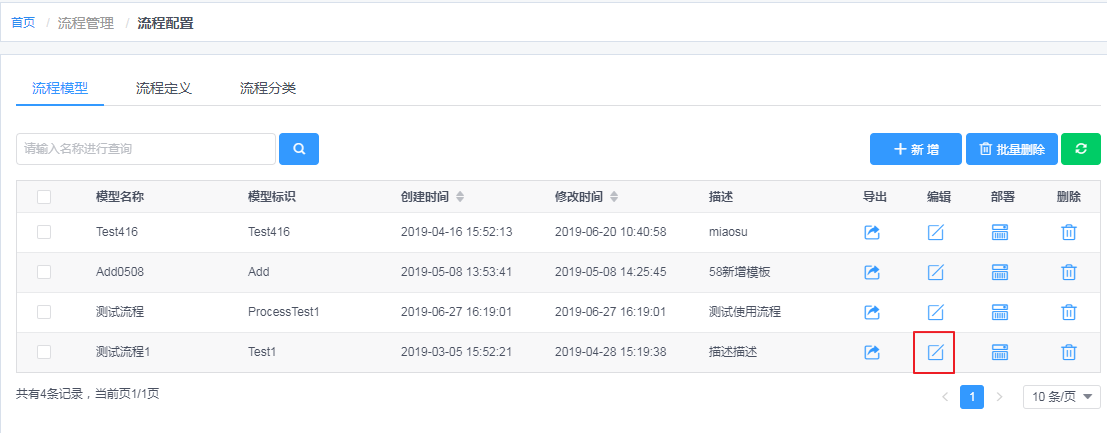 首页 / 流程管理 / 流程配置
流程模型 流程定义 流程分类
请输入名称进行查询 新 增 批量删除
模型名称 模型标识 创建时间 修改时间 描述 导出 编辑 部署 删除
Test416 Test416 2019-04-16 15:52:13 2019-06-20 10:40:58 miaosu
Add0508 Add 2019-05-08 13:53:41 2019-05-08 14:25:45 58新增模板
测试流程 ProcessTest1 2019-06-27 16:19:01 2019-06-27 16:19:01 测试使用流程
测试流程1 Test1 2019-03-05 15:52:21 2019-04-28 15:19:38 描述描述
共有4条记录，当前页1/1页 1 10 条/页